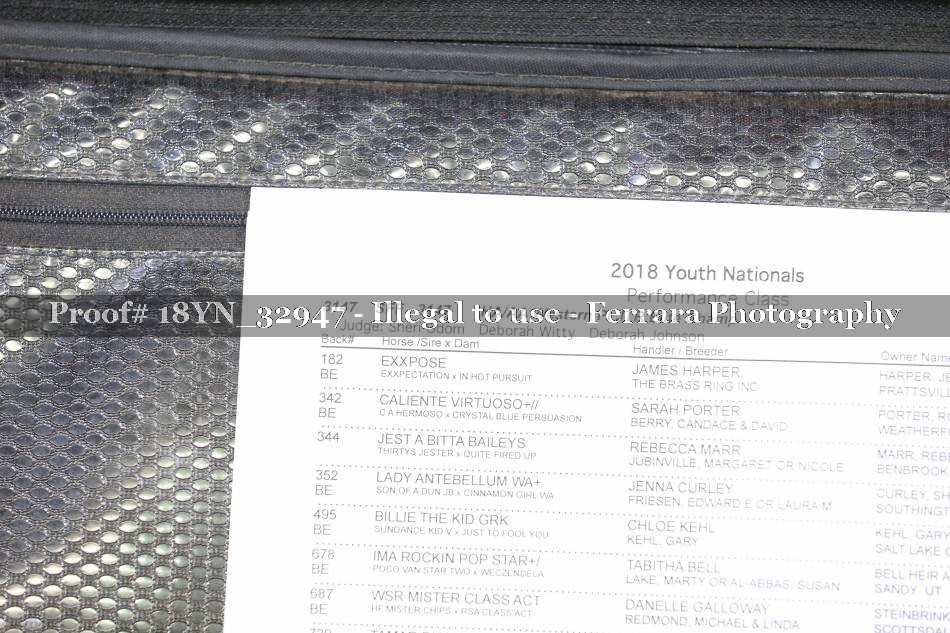 2018 Youth Nationals
Performance Class
3147
Proof# 18YN_32947 - Illegal to use - Ferrara Photography
Judge: Sheri Odom Deborah Witty Deborah Johnson
Back# Horse /Sire x Dam Handler / Breeder Owner Name
182 EXXPOSE JAMES HARPER HARPER, JE
BE EXXPECTATION x IN HOT PURSUIT THE BRASS RING INC PRATTSVILL
342 CALIENTE VIRTUOSO+// SARAH PORTER PORTER, RO
BE C A HERMOSO x CRYSTAL BLUE PERSUASION BERRY, CANDACE & DAVID WEATHERF
344 JEST A BITTA BAILEYS REBECCA MARR MARR, REBE
THIRTYS JESTER x QUITE FIRED UP JUBINVILLE, MARGARET OR NICOLE BENBROOK
352 LADY ANTEBELLUM WA+ JENNA CURLEY CURLEY, SH
BE SON OF A DUN JB x CINNAMON GIRL WA FRIESEN, EDWARD E OR LAURA M SOUTHINGT
495 BILLIE THE KID GRK CHLOE KEHL KEHL, GARY
BE SUNDANCE KID V x JUST TO FOOL YOU KEHL, GARY SALT LAKE C
678 IMA ROCKIN POP STAR+/ TABITHA BELL BELL HEIR A
BE POCO VAN STAR TWO x WECZENDELA LAKE, MARTY OR AL-ABBAS, SUSAN SANDY UT
687 WSR MISTER CLASS ACT DANELLE GALLOWAY STEINBRINK
BE HF MISTER CHIPS x RSA CLASS ACT REDMOND, MICHAEL & LINDA SCOTTSDAL